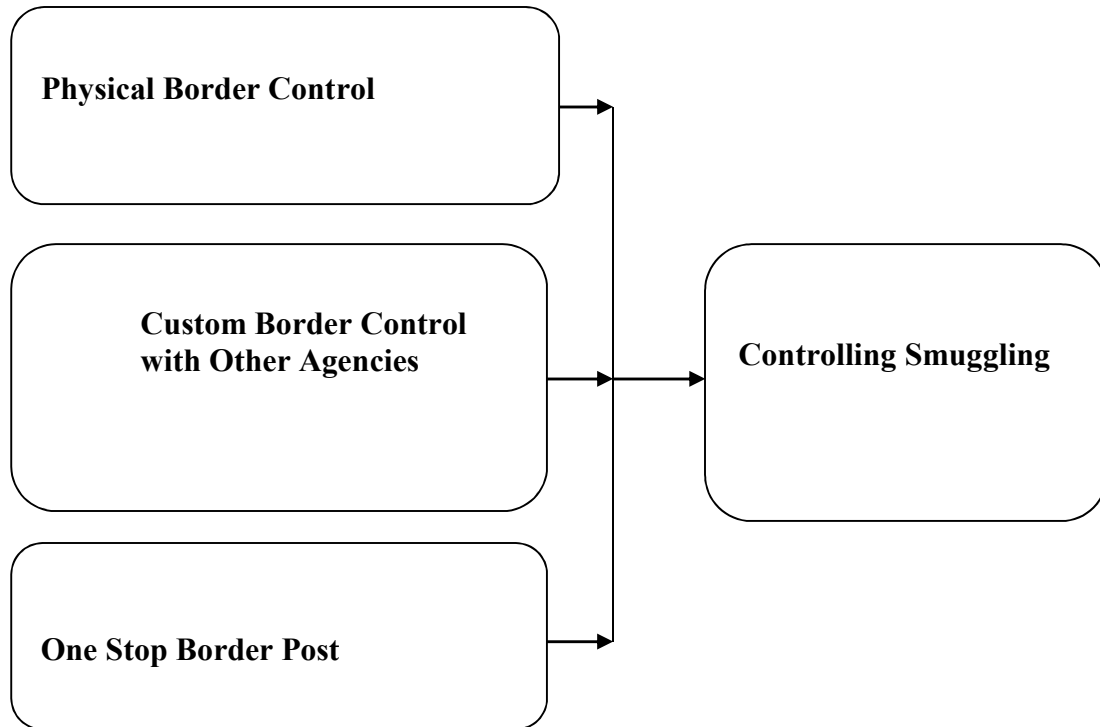 Physical Border Control
Custom Border Control
with Other Agencies
Controlling Smuggling
One Stop Border Post